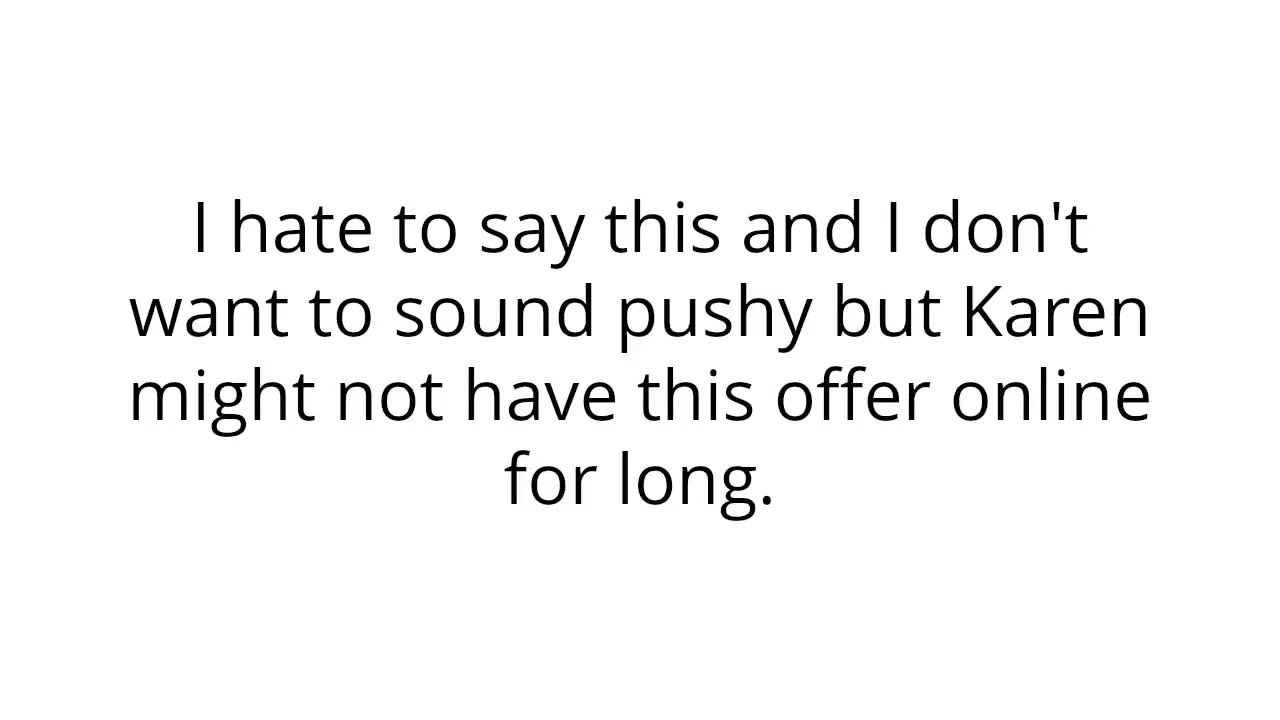 I hate to say this and I don't
want to sound pushy but Karen
might not have this offer online
for long.